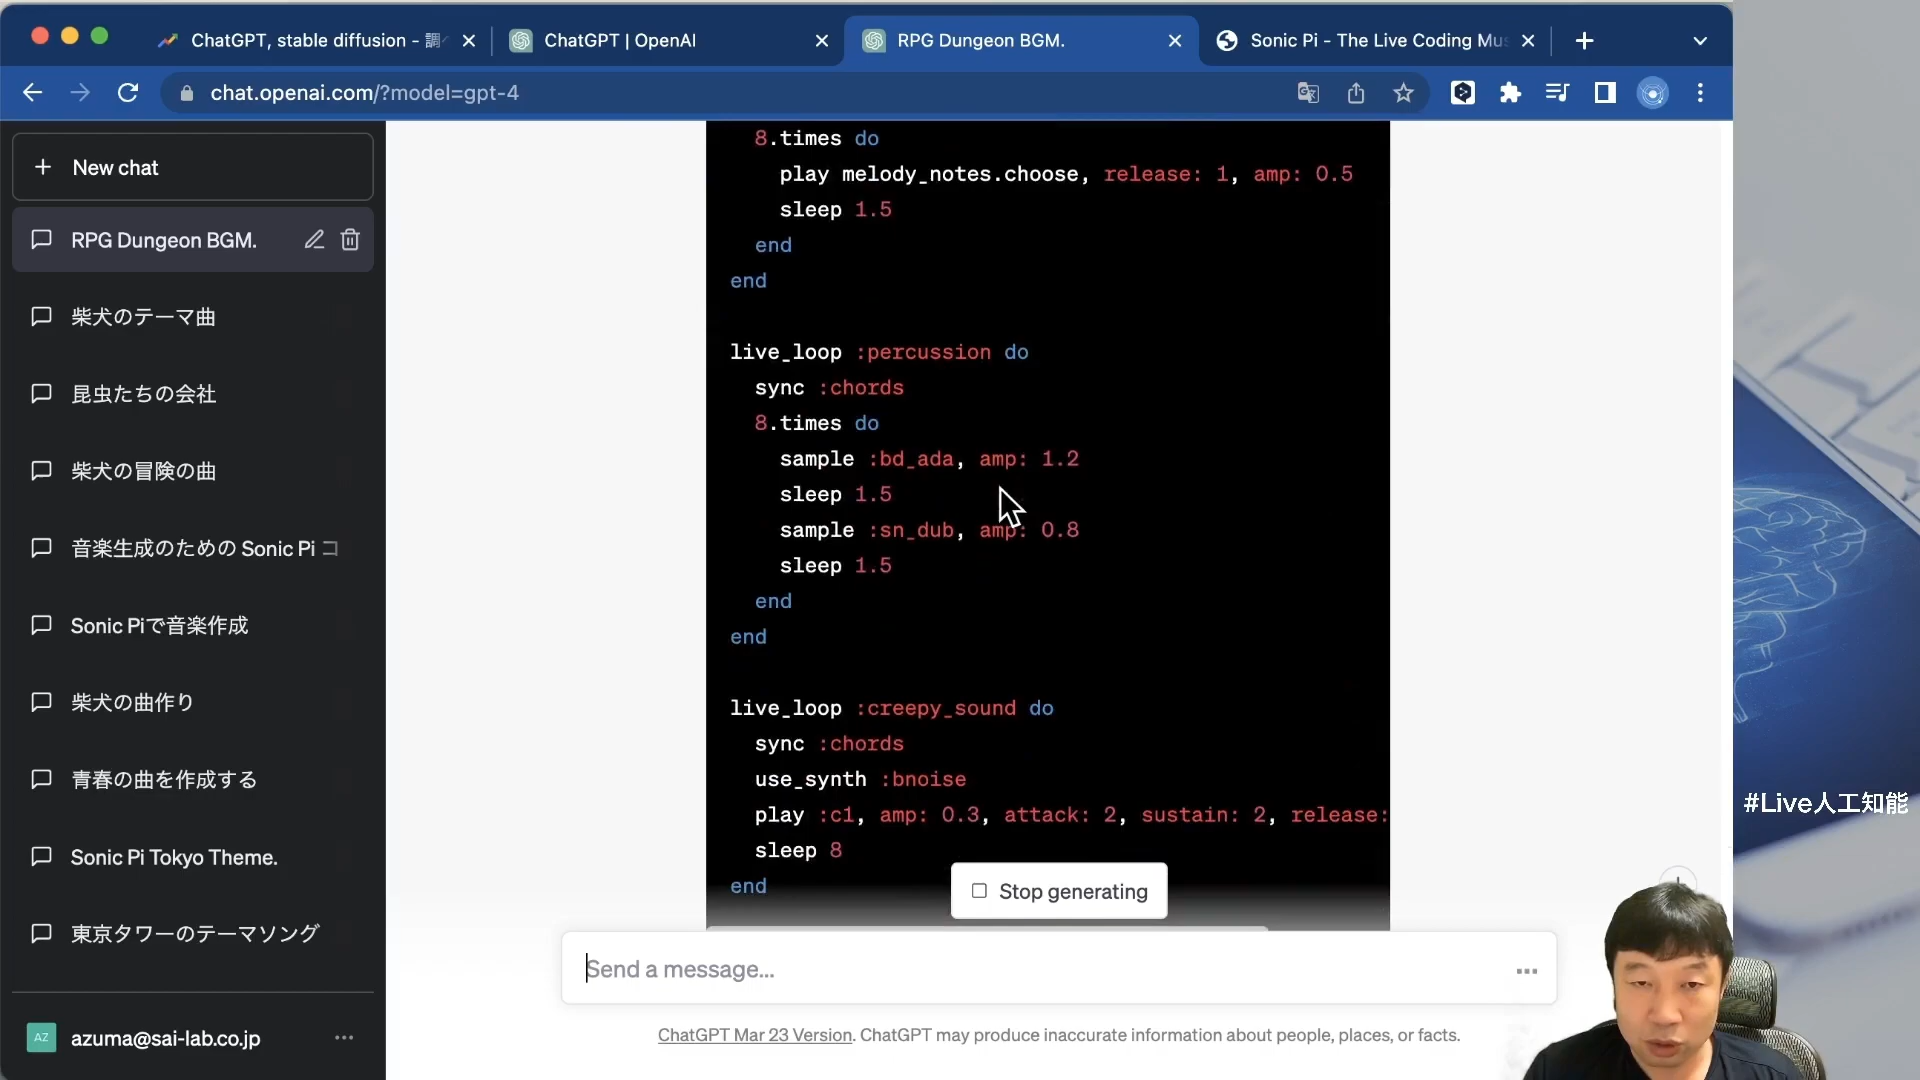 ChatGPT, stable diffusion - 調
ChatGPT | OpenAI
RPG Dungeon BGM.
Sonic Pi - The Live Coding Mus
chat.openai.com/?model=gpt-4
New chat
RPG Dungeon BGM.
柴犬のテーマ曲
昆虫たちの会社
柴犬の冒険の曲
音楽生成のための Sonic Pi コ
Sonic Piで音楽作成
柴犬の曲作り
青春の曲を作成する
Sonic Pi Tokyo Theme.
東京タワーのテーマソング
AZ azuma@sai-lab.co.jp
8.times do
play melody_notes.choose, release: 1, amp: 0.5
sleep 1.5
end
end
live_loop :percussion do
sync :chords
8.times do
sample :bd_ada, amp: 1.2
sleep 1.5
sample :sn_dub, amp: 0.8
sleep 1.5
end
end
live_loop :creepy_sound do
sync :chords
use_synth :bnoise
play :c1, amp: 0.3, attack: 2, sustain: 2, release:
sleep 8
end
Stop generating
Send a message...
ChatGPT Mar 23 Version. ChatGPT may produce inaccurate information about people, places, or facts.
#Live人工知能